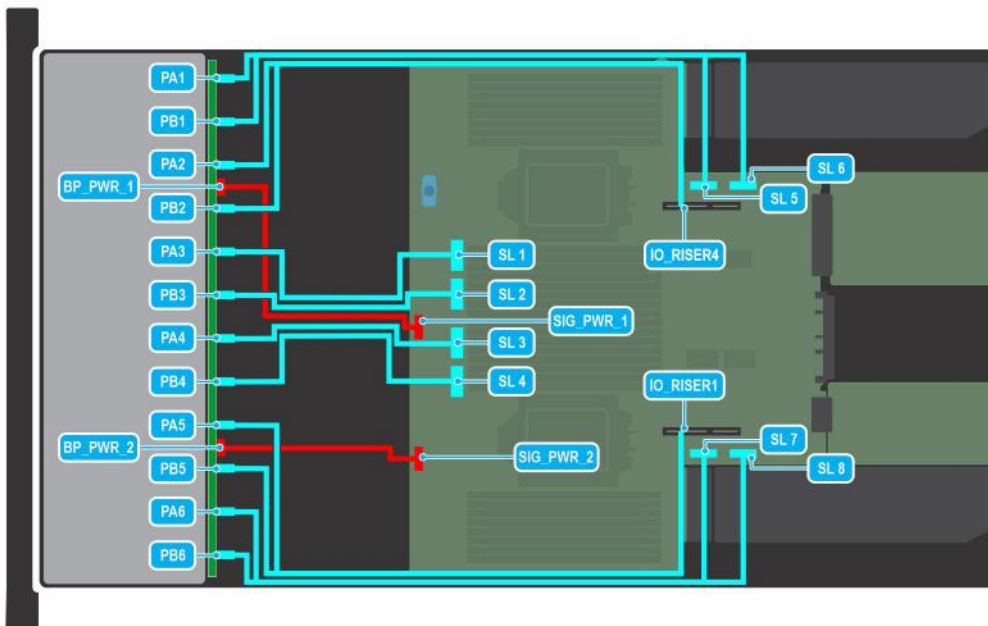 PA1
PB1
PA2
BP_PWR_1
PB2
PA3
PB3
PA4
PB4
PA5
BP_PWR_2
PB5
PA6
PB6
SL 1
SL 2
SIG_PWR_1
SL 3
SL 4
SIG_PWR_2
SL 6
SL 5
IO_RISER4
IO_RISER1
SL 7
SL 8